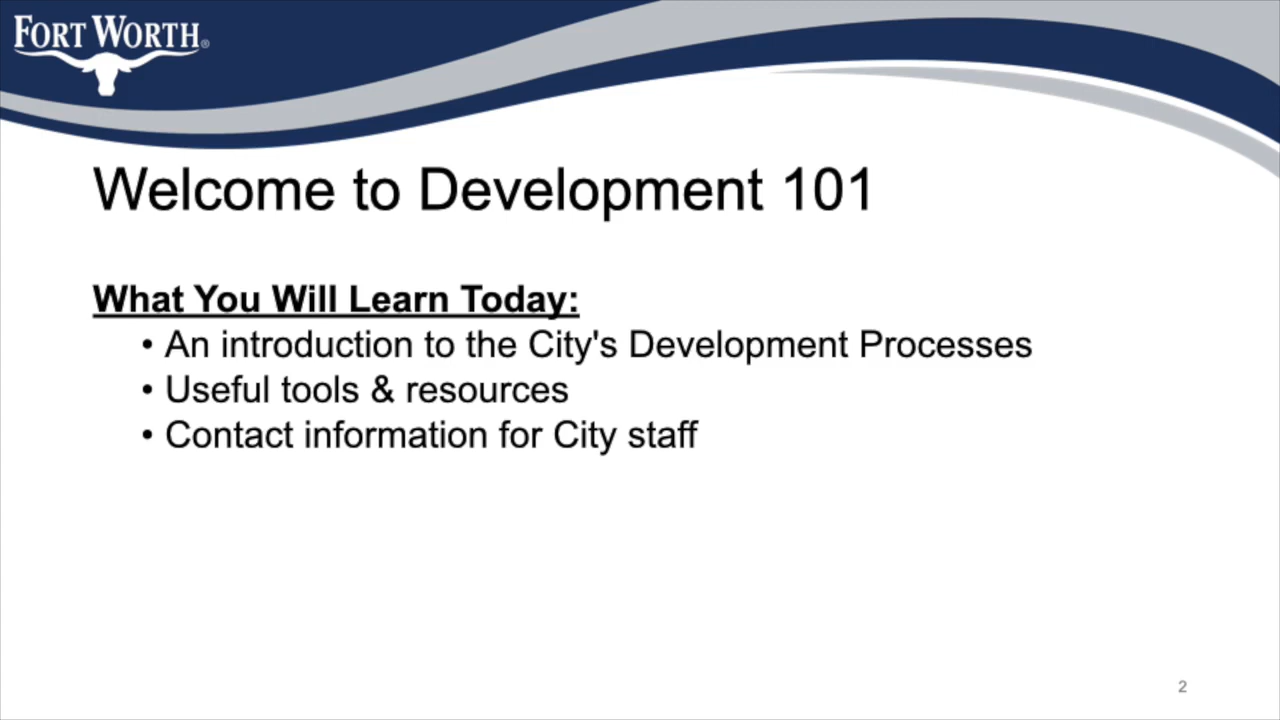 FORT WORTH®
Welcome to Development 101
What You Will Learn Today:
• An introduction to the City's Development Processes
• Useful tools & resources
• Contact information for City staff
2